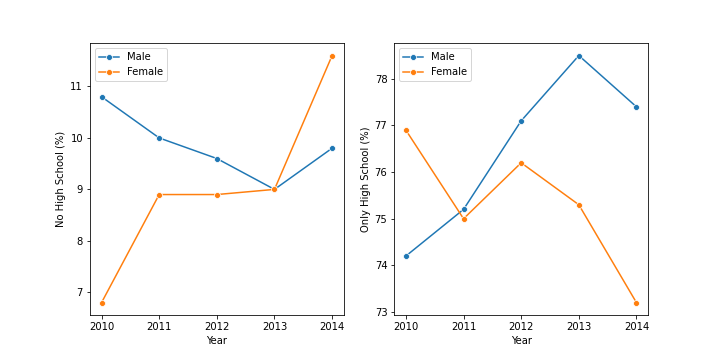 Male
Female
11
10
9
8
7
No High School (%)
2010 2011 2012 2013 2014
Year
Male
Female
78
77
76
75
74
73
Only High School (%)
2010 2011 2012 2013 2014
Year